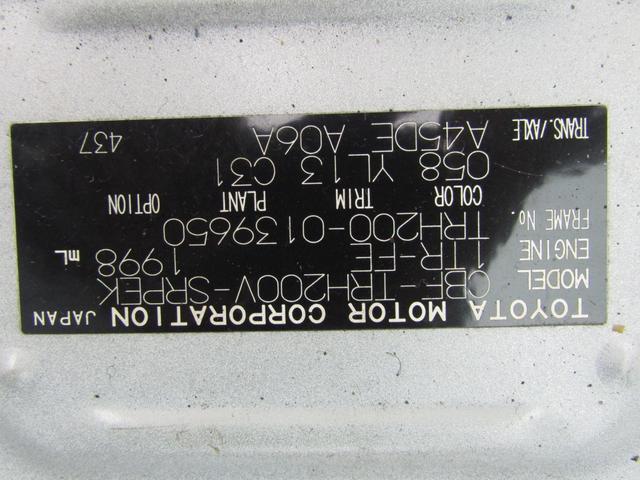 TOYOTA MOTOR CORPORATION JAPAN
MODEL CBF-TRH200V-SRPEK
ENGINE 1TR-FE 1998 mL
FRAME No. TRH200-0139650
COLOR TRIM PLANT OPTION
058 YL13 C31
TRANS./AXLE A45DE A06A
437